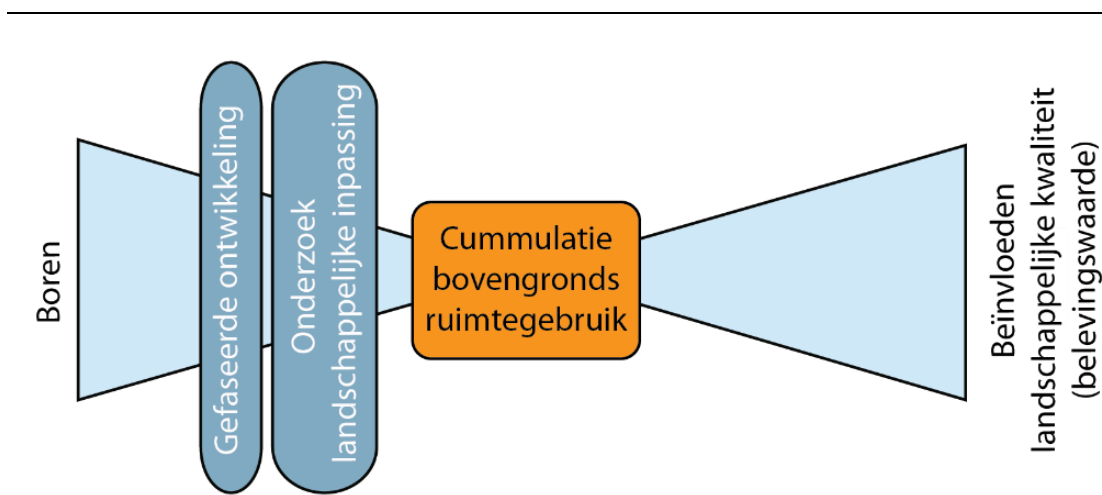 Boren
Gefaseerde ontwikkeling
Onderzoek
landschappelijke inpassing
Cummulatie
bovengronds
ruimtegebruik
Beïnvloeden
landschappelijke kwaliteit
(belevingswaarde)